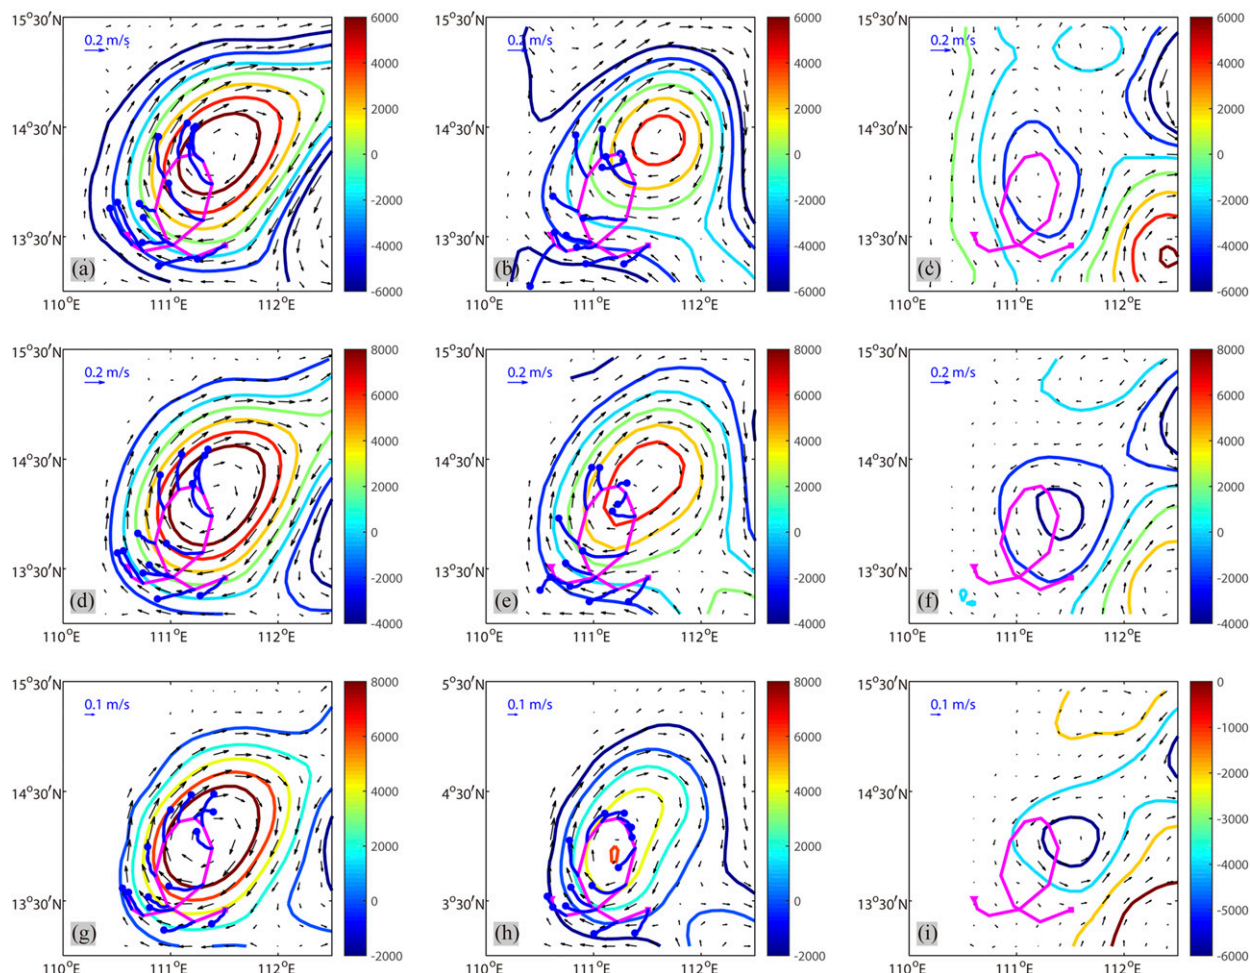 15°30'N
0.2 m/s
14°30'N
13°30'N
(a)
110°E 111°E 112°E
6000
4000
2000
0
-2000
-4000
-6000
15°30'N
0.2 m/s
14°30'N
13°30'N
(b)
110°E 111°E 112°E
6000
4000
2000
0
-2000
-4000
-6000
15°30'N
0.2 m/s
14°30'N
13°30'N
(c)
110°E 111°E 112°E
6000
4000
2000
0
-2000
-4000
-6000
15°30'N
0.2 m/s
14°30'N
13°30'N
(d)
110°E 111°E 112°E
8000
6000
4000
2000
0
-2000
-4000
15°30'N
0.2 m/s
14°30'N
13°30'N
(e)
110°E 111°E 112°E
8000
6000
4000
2000
0
-2000
-4000
15°30'N
0.2 m/s
14°30'N
13°30'N
(f)
110°E 111°E 112°E
8000
6000
4000
2000
0
-2000
-4000
15°30'N
0.1 m/s
14°30'N
13°30'N
(g)
110°E 111°E 112°E
8000
6000
4000
2000
0
-2000
5°30'N
0.1 m/s
4°30'N
3°30'N
(h)
110°E 111°E 112°E
8000
6000
4000
2000
0
-2000
15°30'N
0.1 m/s
14°30'N
13°30'N
(i)
110°E 111°E 112°E
0
-1000
-2000
-3000
-4000
-5000
-6000